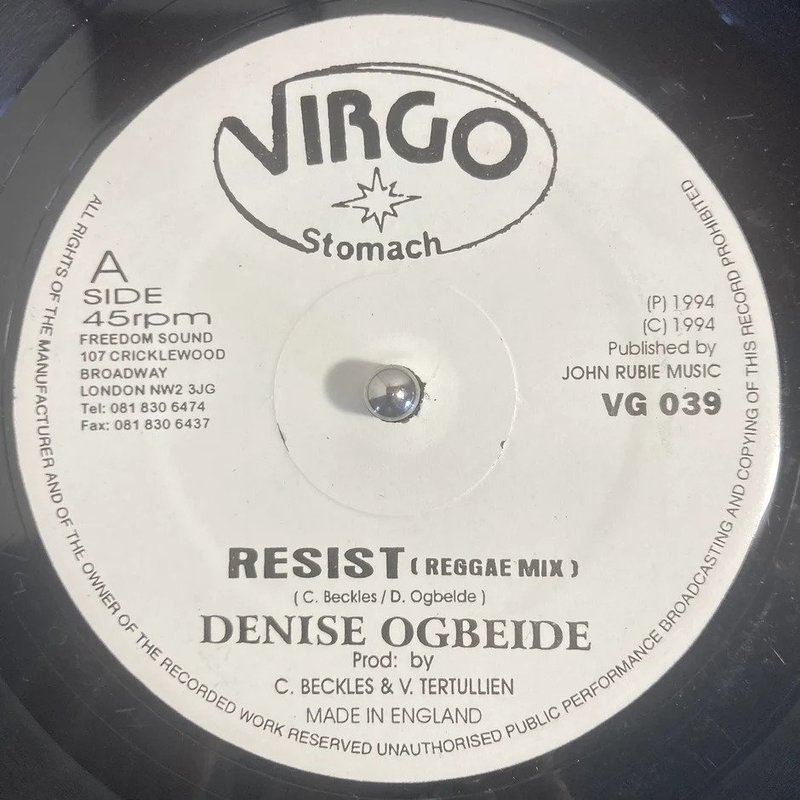 VIRGO
Stomach
A
SIDE
45rpm
FREEDOM SOUND
107 CRICKLEWOOD
BROADWAY
LONDON NW2 3JG
Tel: 081 830 6474
Fax: 081 830 6437
(P) 1994
(C) 1994
Published by
JOHN RUBIE MUSIC
VG 039
RESIST ( REGGAE MIX )
( C. Beckles / D. Ogbelde )
DENISE OGBEIDE
Prod: by
C. BECKLES & V. TERTULLIEN
MADE IN ENGLAND
ALL RIGHTS OF THE MANUFACTURER AND OF THE OWNER OF THE RECORDED WORK RESERVED UNAUTHORISED PUBLIC PERFORMANCE BROADCASTING AND COPYING OF THIS RECORD PROHIBITED